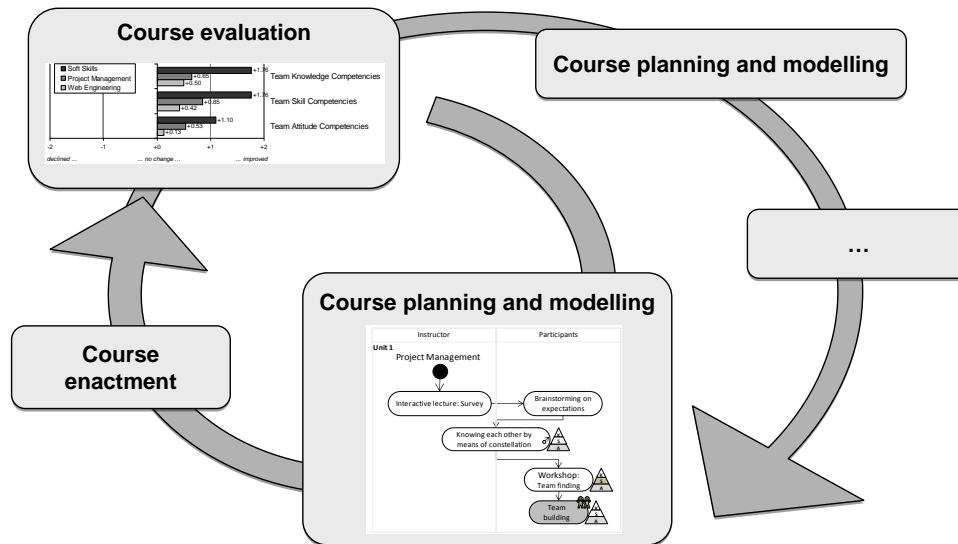 Course evaluation
Soft Skills
Project Management
Web Engineering
+1.76
+0.65
+0.50
Team Knowledge Competencies
+1.76
+0.85
+0.42
Team Skill Competencies
+1.10
+0.53
+0.13
Team Attitude Competencies
-2 -1 +0 +1 +2
declined ... ... no change ... ... improved
Course planning and modelling
...
Course planning and modelling
Instructor Participants
Unit 1
Project Management
Interactive lecture: Survey
Brainstorming on
expectations
Knowing each other by
means of constellation
K
S
A
Workshop:
Team finding
K
S
A
Team
building
K
S
A
Course
enactment